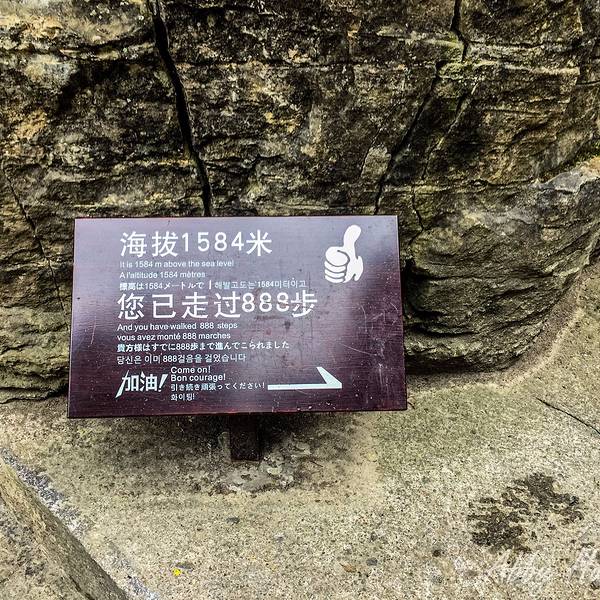 海拔1584米
It is 1584 m above the sea level
A l'altitude 1584 mètres
標高は1584メートルで | 해발고도는 1584미터이고
您已走过888步
And you have walked 888 steps
vous avez monté 888 marches
貴方様はすでに888歩まで進んでこられました
당신은 이미 888걸음을 걸었습니다
加油!
Come on!
Bon courage!
引き続き頑張ってください!
화이팅!